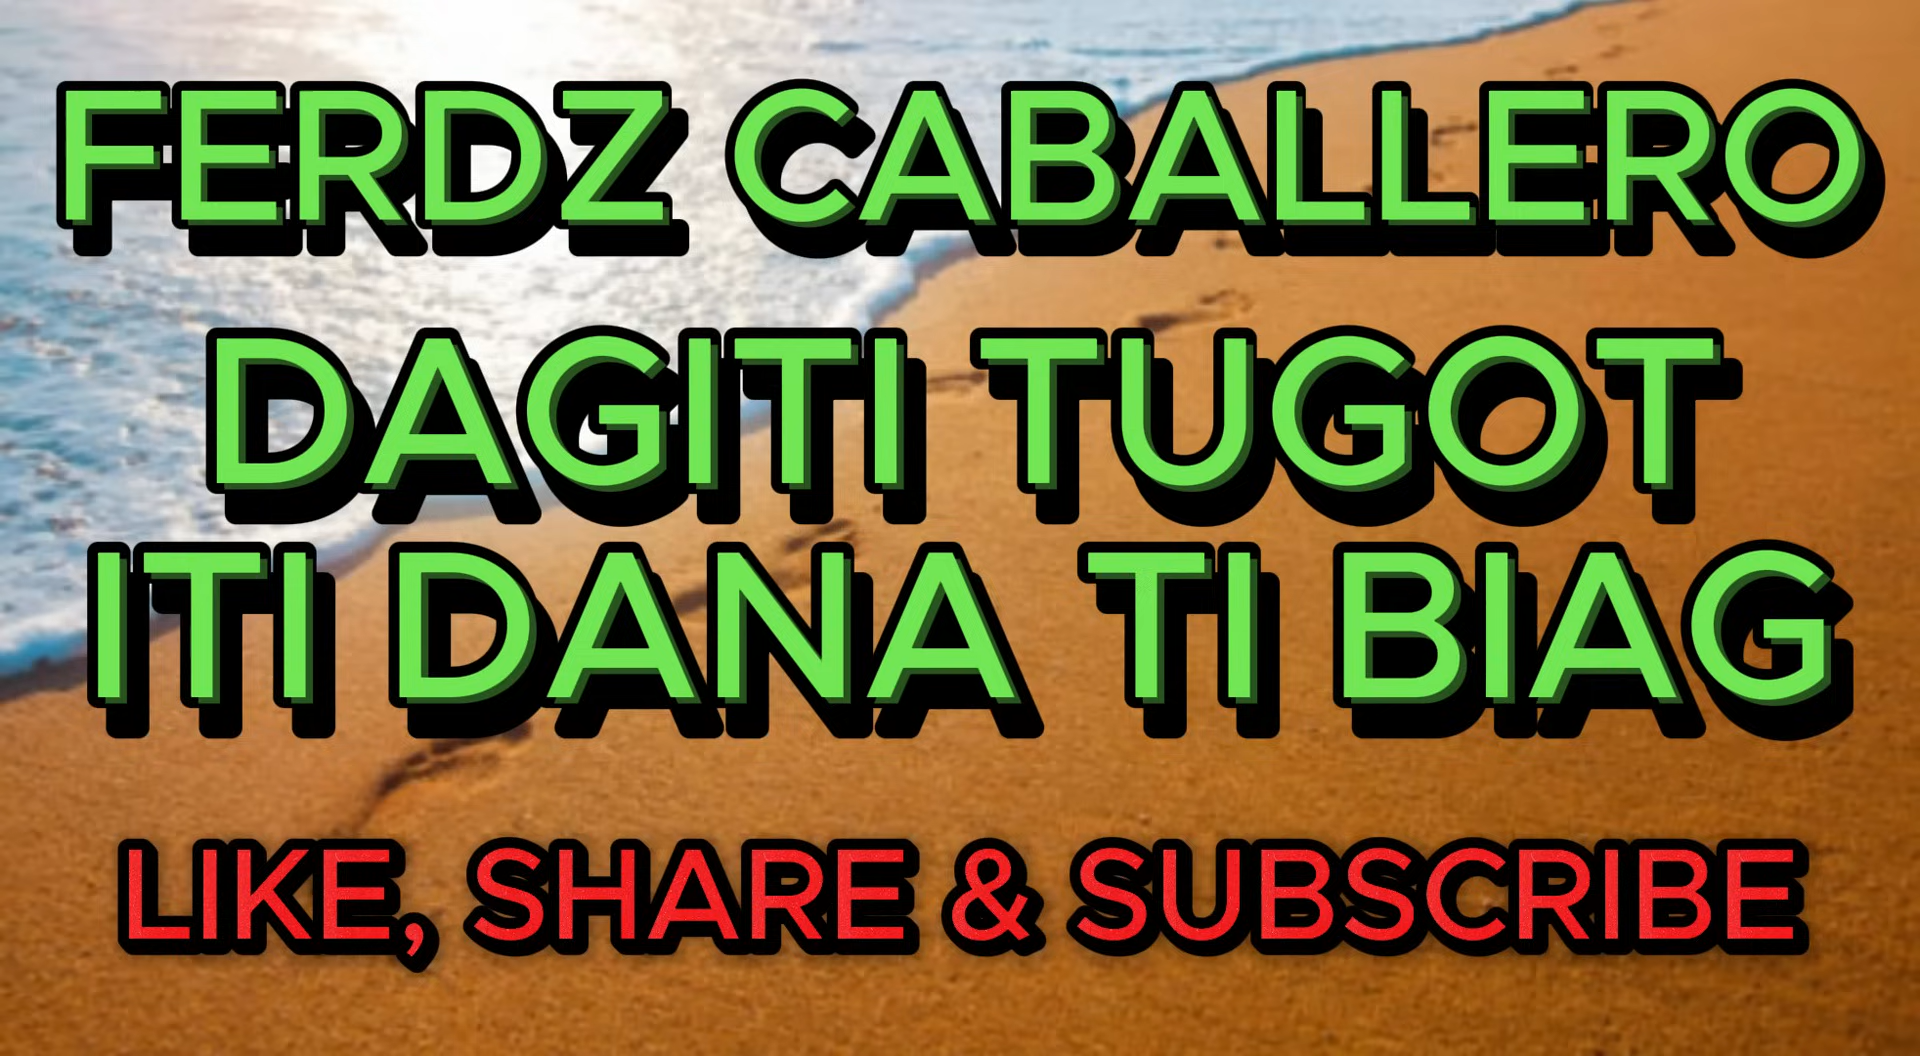 FERDZ CABALLERO
DAGITI TUGOT
ITI DANA TI BIAG
LIKE, SHARE & SUBSCRIBE